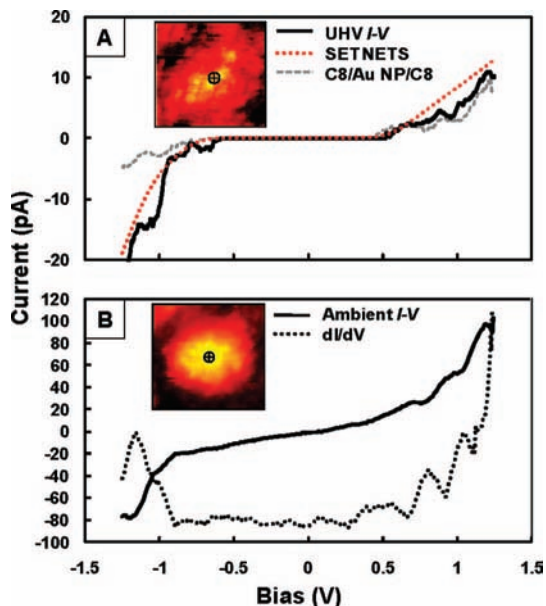 A
UHV I-V
SETNETS
C8/Au NP/C8
20
10
0
-10
-20
Current (pA)
B
Ambient I-V
dI/dV
120
100
80
60
40
20
0
-20
-40
-60
-80
-100
-1.5
-1
-0.5
0
0.5
1
1.5
Bias (V)